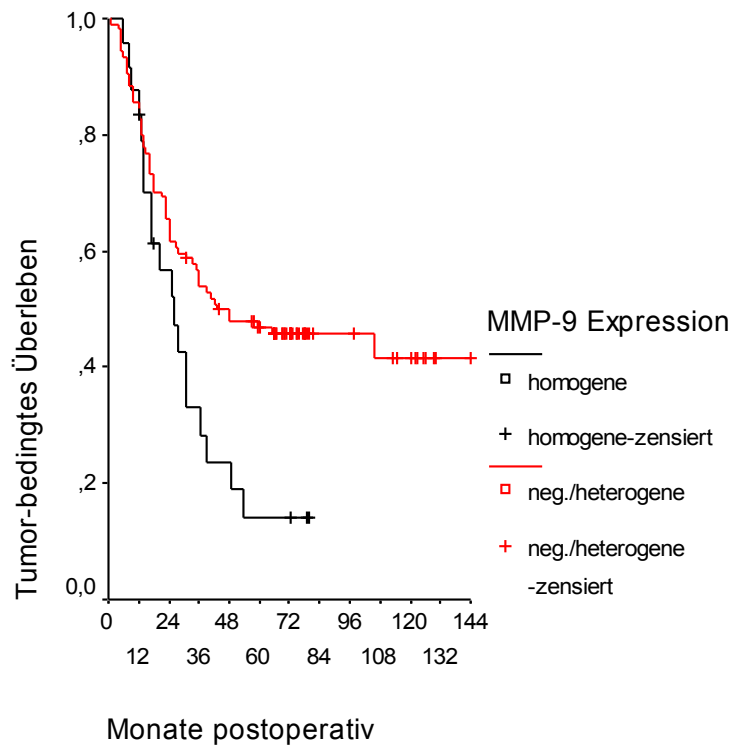 1,0
,8
,6
,4
,2
0,0
Tumor-bedingtes Überleben
0 24 48 72 96 120 144
12 36 60 84 108 132
Monate postoperativ
MMP-9 Expression
homogene
homogene-zensiert
neg./heterogene
neg./heterogene
-zensiert